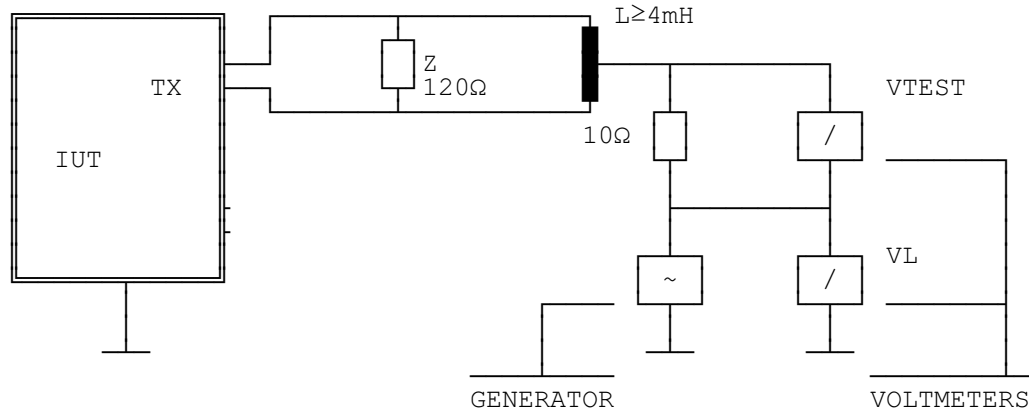 L≥4mH
Z
120Ω
TX
VTEST
10Ω
/
IUT
VL
~
/
GENERATOR
VOLTMETERS